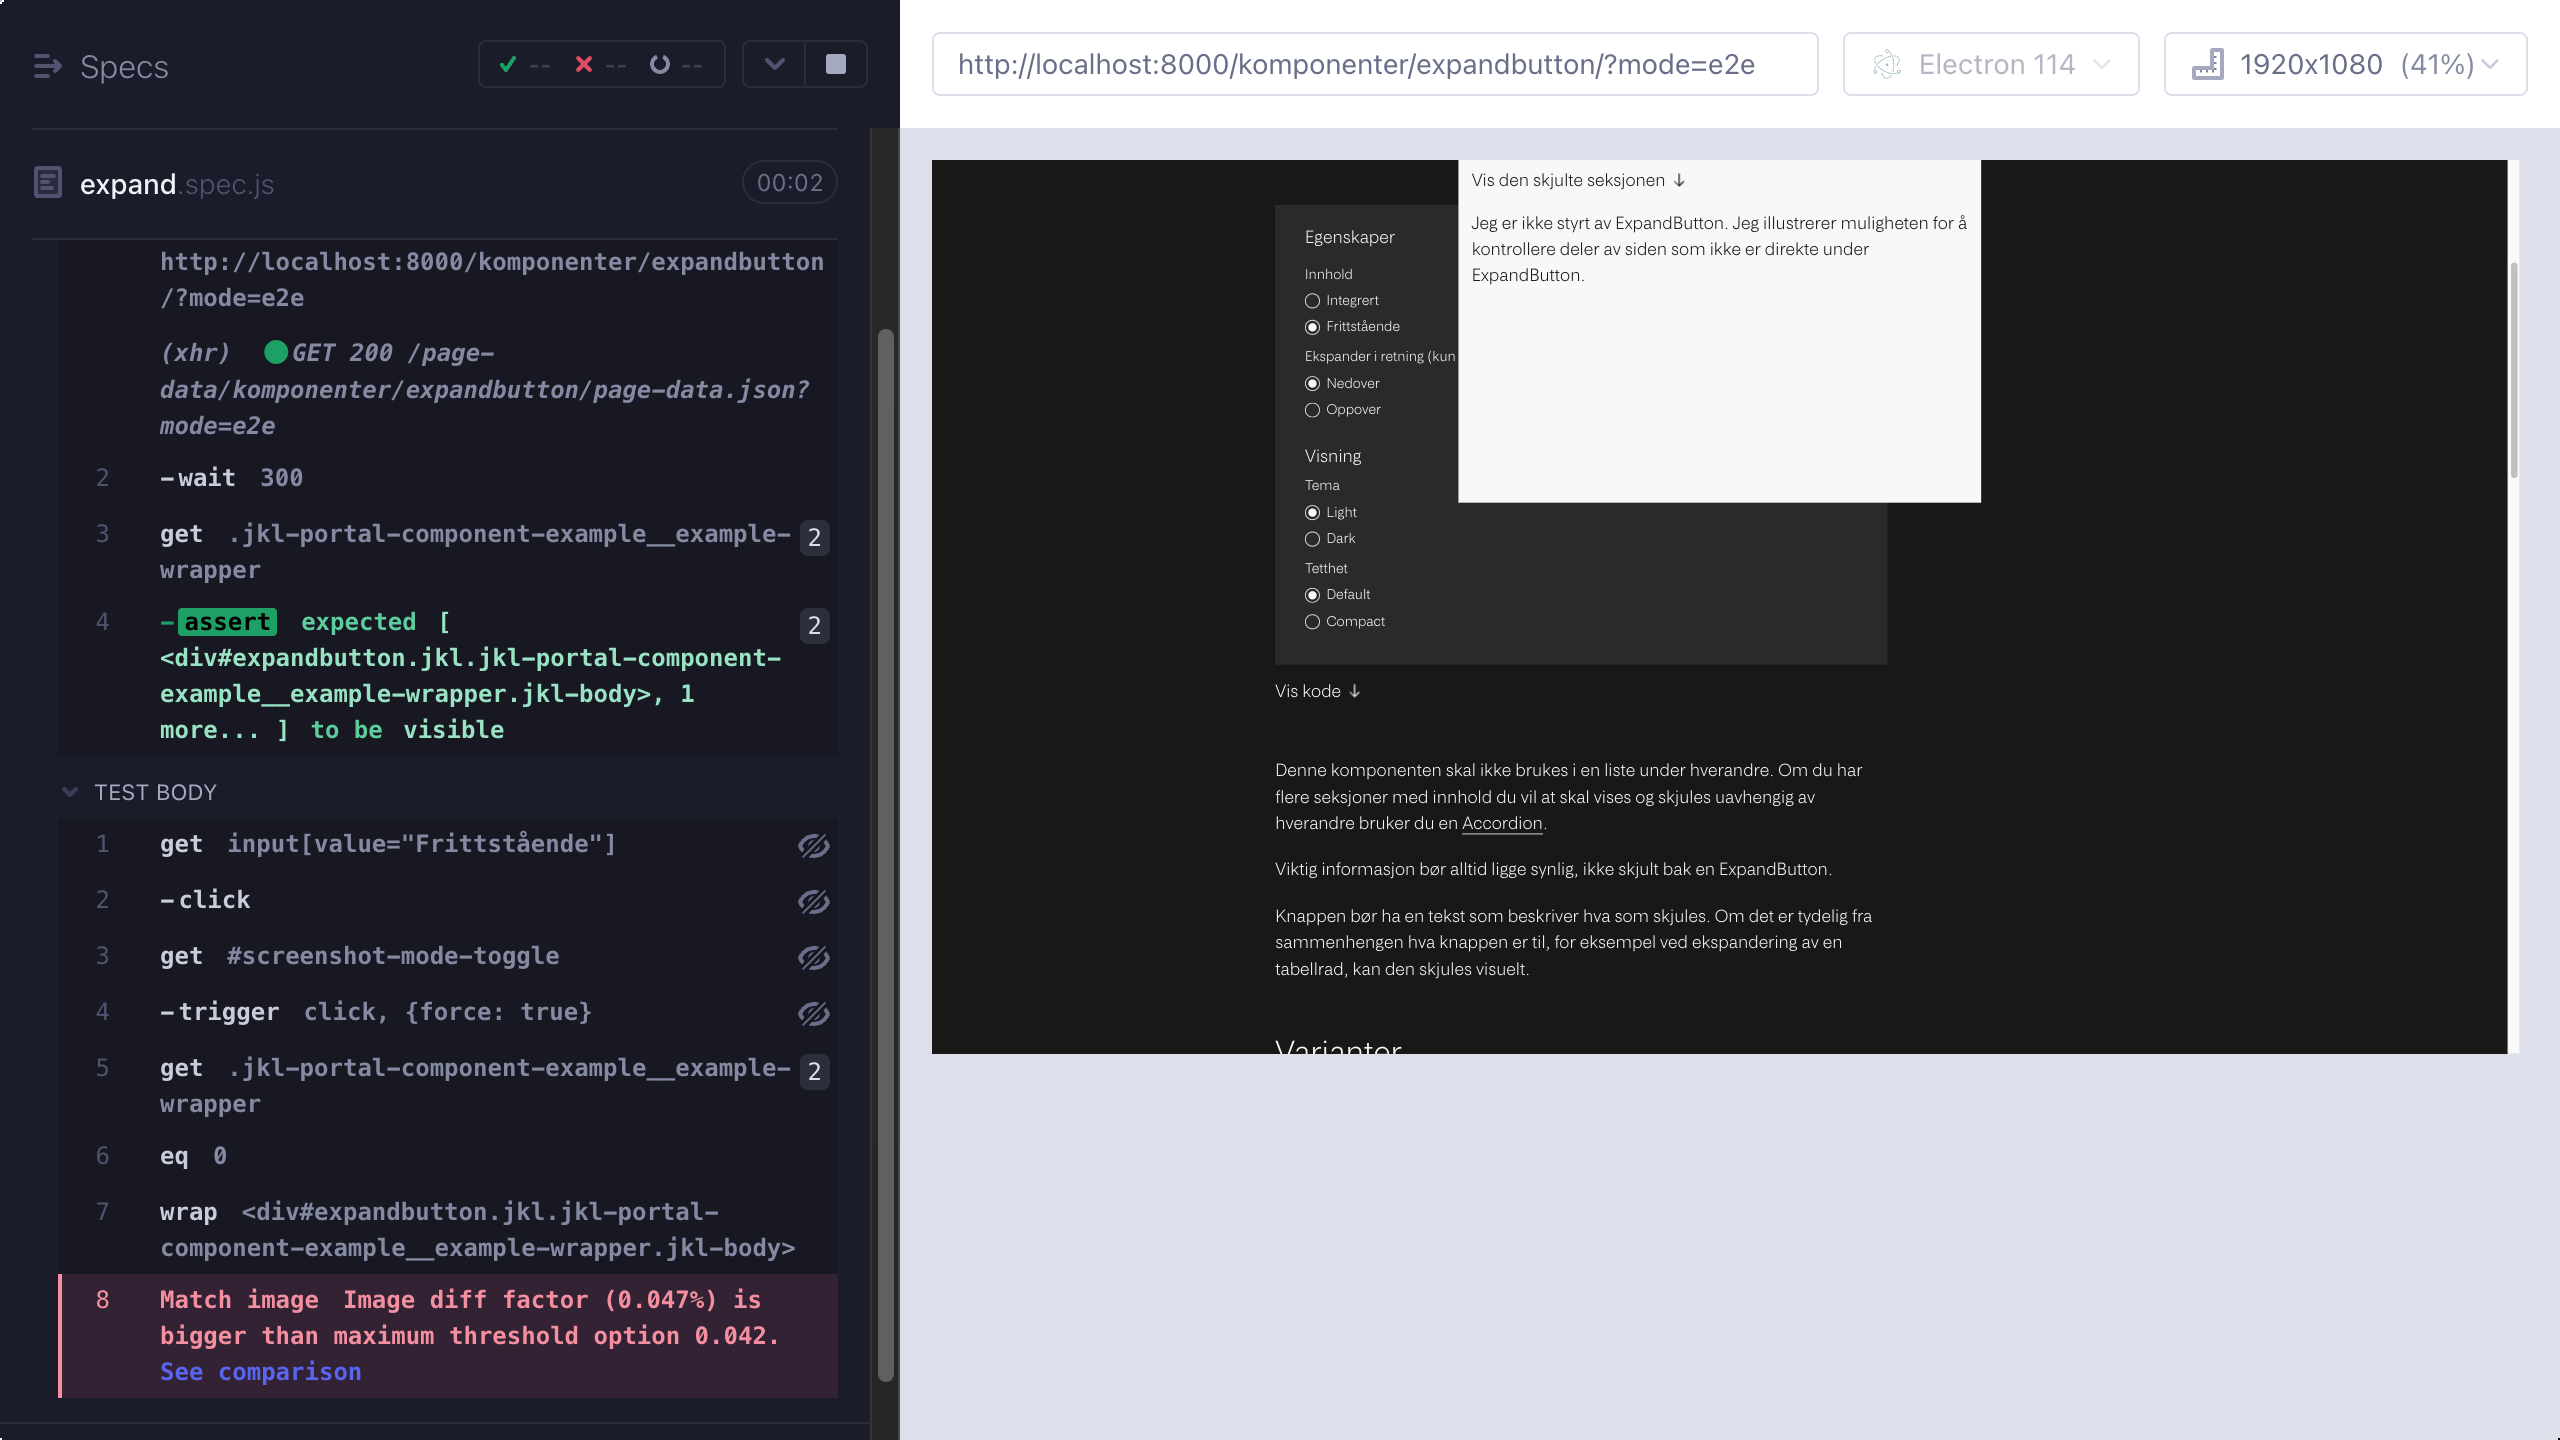 Specs
-- -- --
expand.spec.js
00:02
http://localhost:8000/komponenter/expandbutton
/?mode=e2e
(xhr) GET 200 /page-
data/komponenter/expandbutton/page-data.json?
mode=e2e
2 -wait 300
3 get .jkl-portal-component-example__example- 2
wrapper
4 -assert expected [ 2
<div#expandbutton.jkl.jkl-portal-component-
example__example-wrapper.jkl-body>, 1
more... ] to be visible
TEST BODY
1 get input[value="Frittstående"]
2 -click
3 get #screenshot-mode-toggle
4 -trigger click, {force: true}
5 get .jkl-portal-component-example__example- 2
wrapper
6 eq 0
7 wrap <div#expandbutton.jkl.jkl-portal-
component-example__example-wrapper.jkl-body>
8 Match image Image diff factor (0.047%) is
bigger than maximum threshold option 0.042.
See comparison
http://localhost:8000/komponenter/expandbutton/?mode=e2e
Electron 114
1920x1080 (41%)
Vis den skjulte seksjonen ↓
Jeg er ikke styrt av ExpandButton. Jeg illustrerer muligheten for å
kontrollere deler av siden som ikke er direkte under
ExpandButton.
Egenskaper
Innhold
Integrert
Frittstående
Ekspander i retning (kun
Nedover
Oppover
Visning
Tema
Light
Dark
Tetthet
Default
Compact
Vis kode ↓
Denne komponenten skal ikke brukes i en liste under hverandre. Om du har
flere seksjoner med innhold du vil at skal vises og skjules uavhengig av
hverandre bruker du en Accordion.
Viktig informasjon bør alltid ligge synlig, ikke skjult bak en ExpandButton.
Knappen bør ha en tekst som beskriver hva som skjules. Om det er tydelig fra
sammenhengen hva knappen er til, for eksempel ved ekspandering av en
tabellrad, kan den skjules visuelt.
Varianter